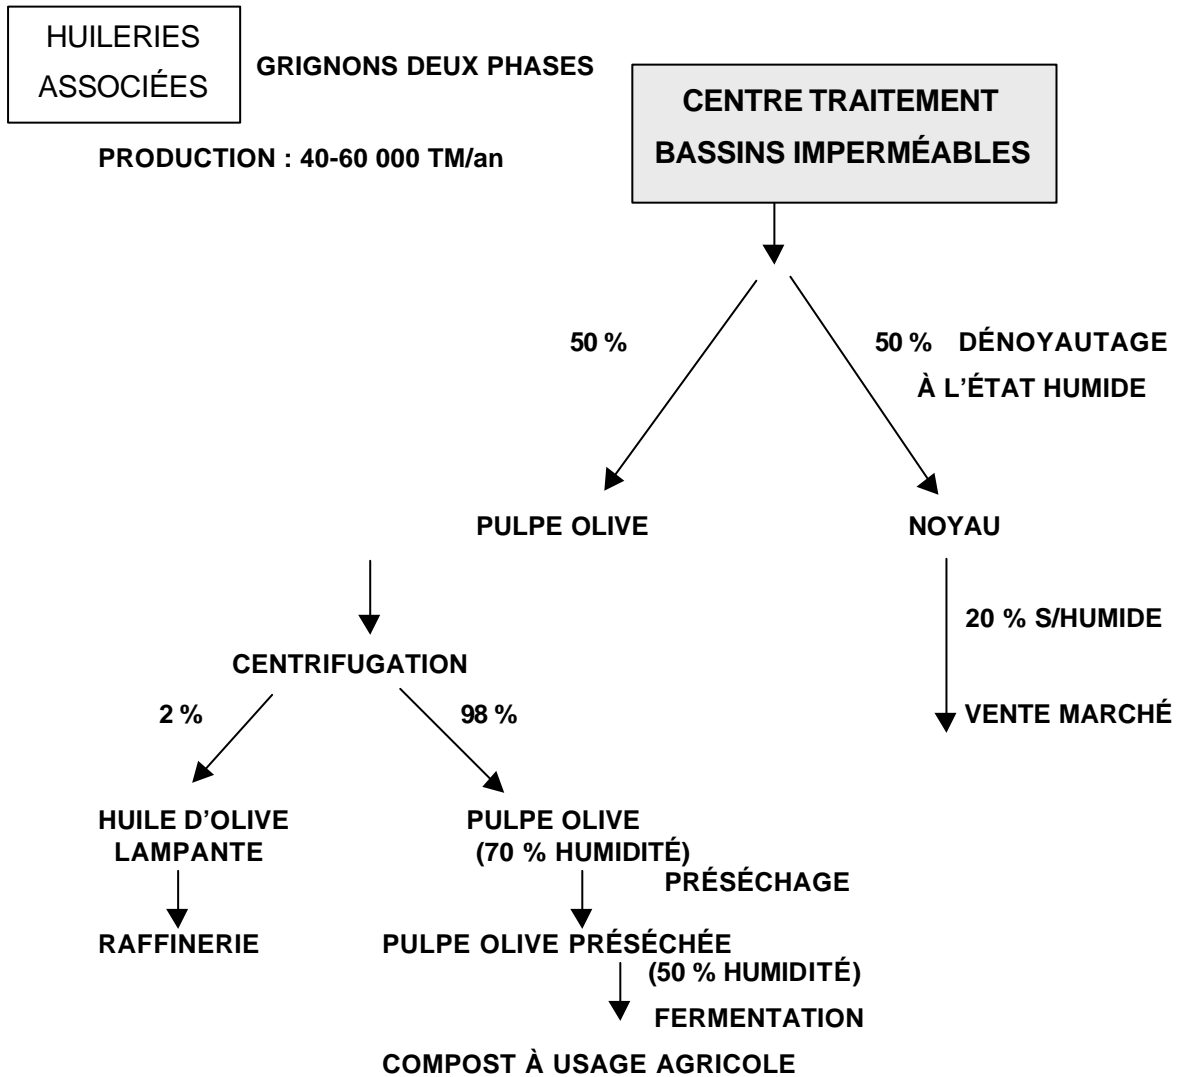 HUILERIES
ASSOCIÉES
GRIGNONS DEUX PHASES
PRODUCTION : 40-60 000 TM/an
CENTRE TRAITEMENT
BASSINS IMPERMÉABLES
50 %
50 % DÉNOYAUTAGE
À L’ÉTAT HUMIDE
PULPE OLIVE
NOYAU
20 % S/HUMIDE
CENTRIFUGATION
2 %
98 %
VENTE MARCHÉ
HUILE D’OLIVE
LAMPANTE
PULPE OLIVE
(70 % HUMIDITÉ)
PRÉSÉCHAGE
RAFFINERIE
PULPE OLIVE PRÉSÉCHÉE
(50 % HUMIDITÉ)
FERMENTATION
COMPOST À USAGE AGRICOLE